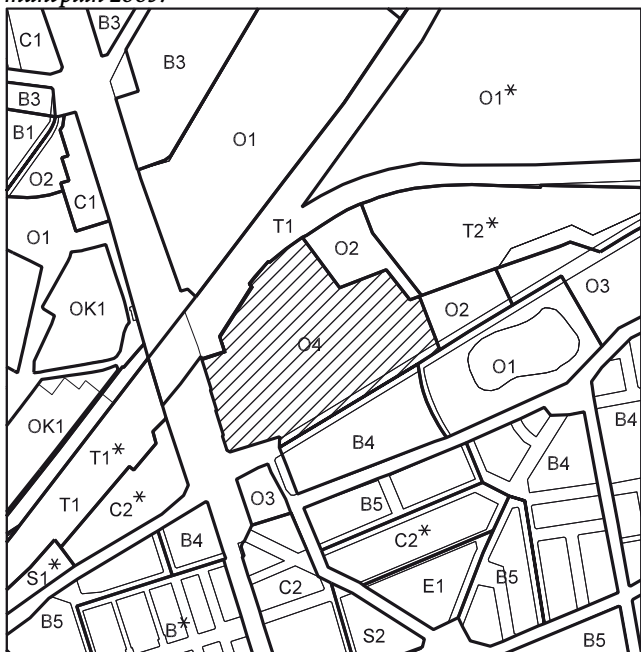 C1
B3
B3
B3
O1*
B1
O1
O2
C1
T1
T2*
O1
O2
O3
OK1
O2
O4
O1
OK1
B4
B4
T1*
B4
B5
T1
C2*
O3
B4
C2*
S1*
E1
B5
C2
B5
B*
S2
B5